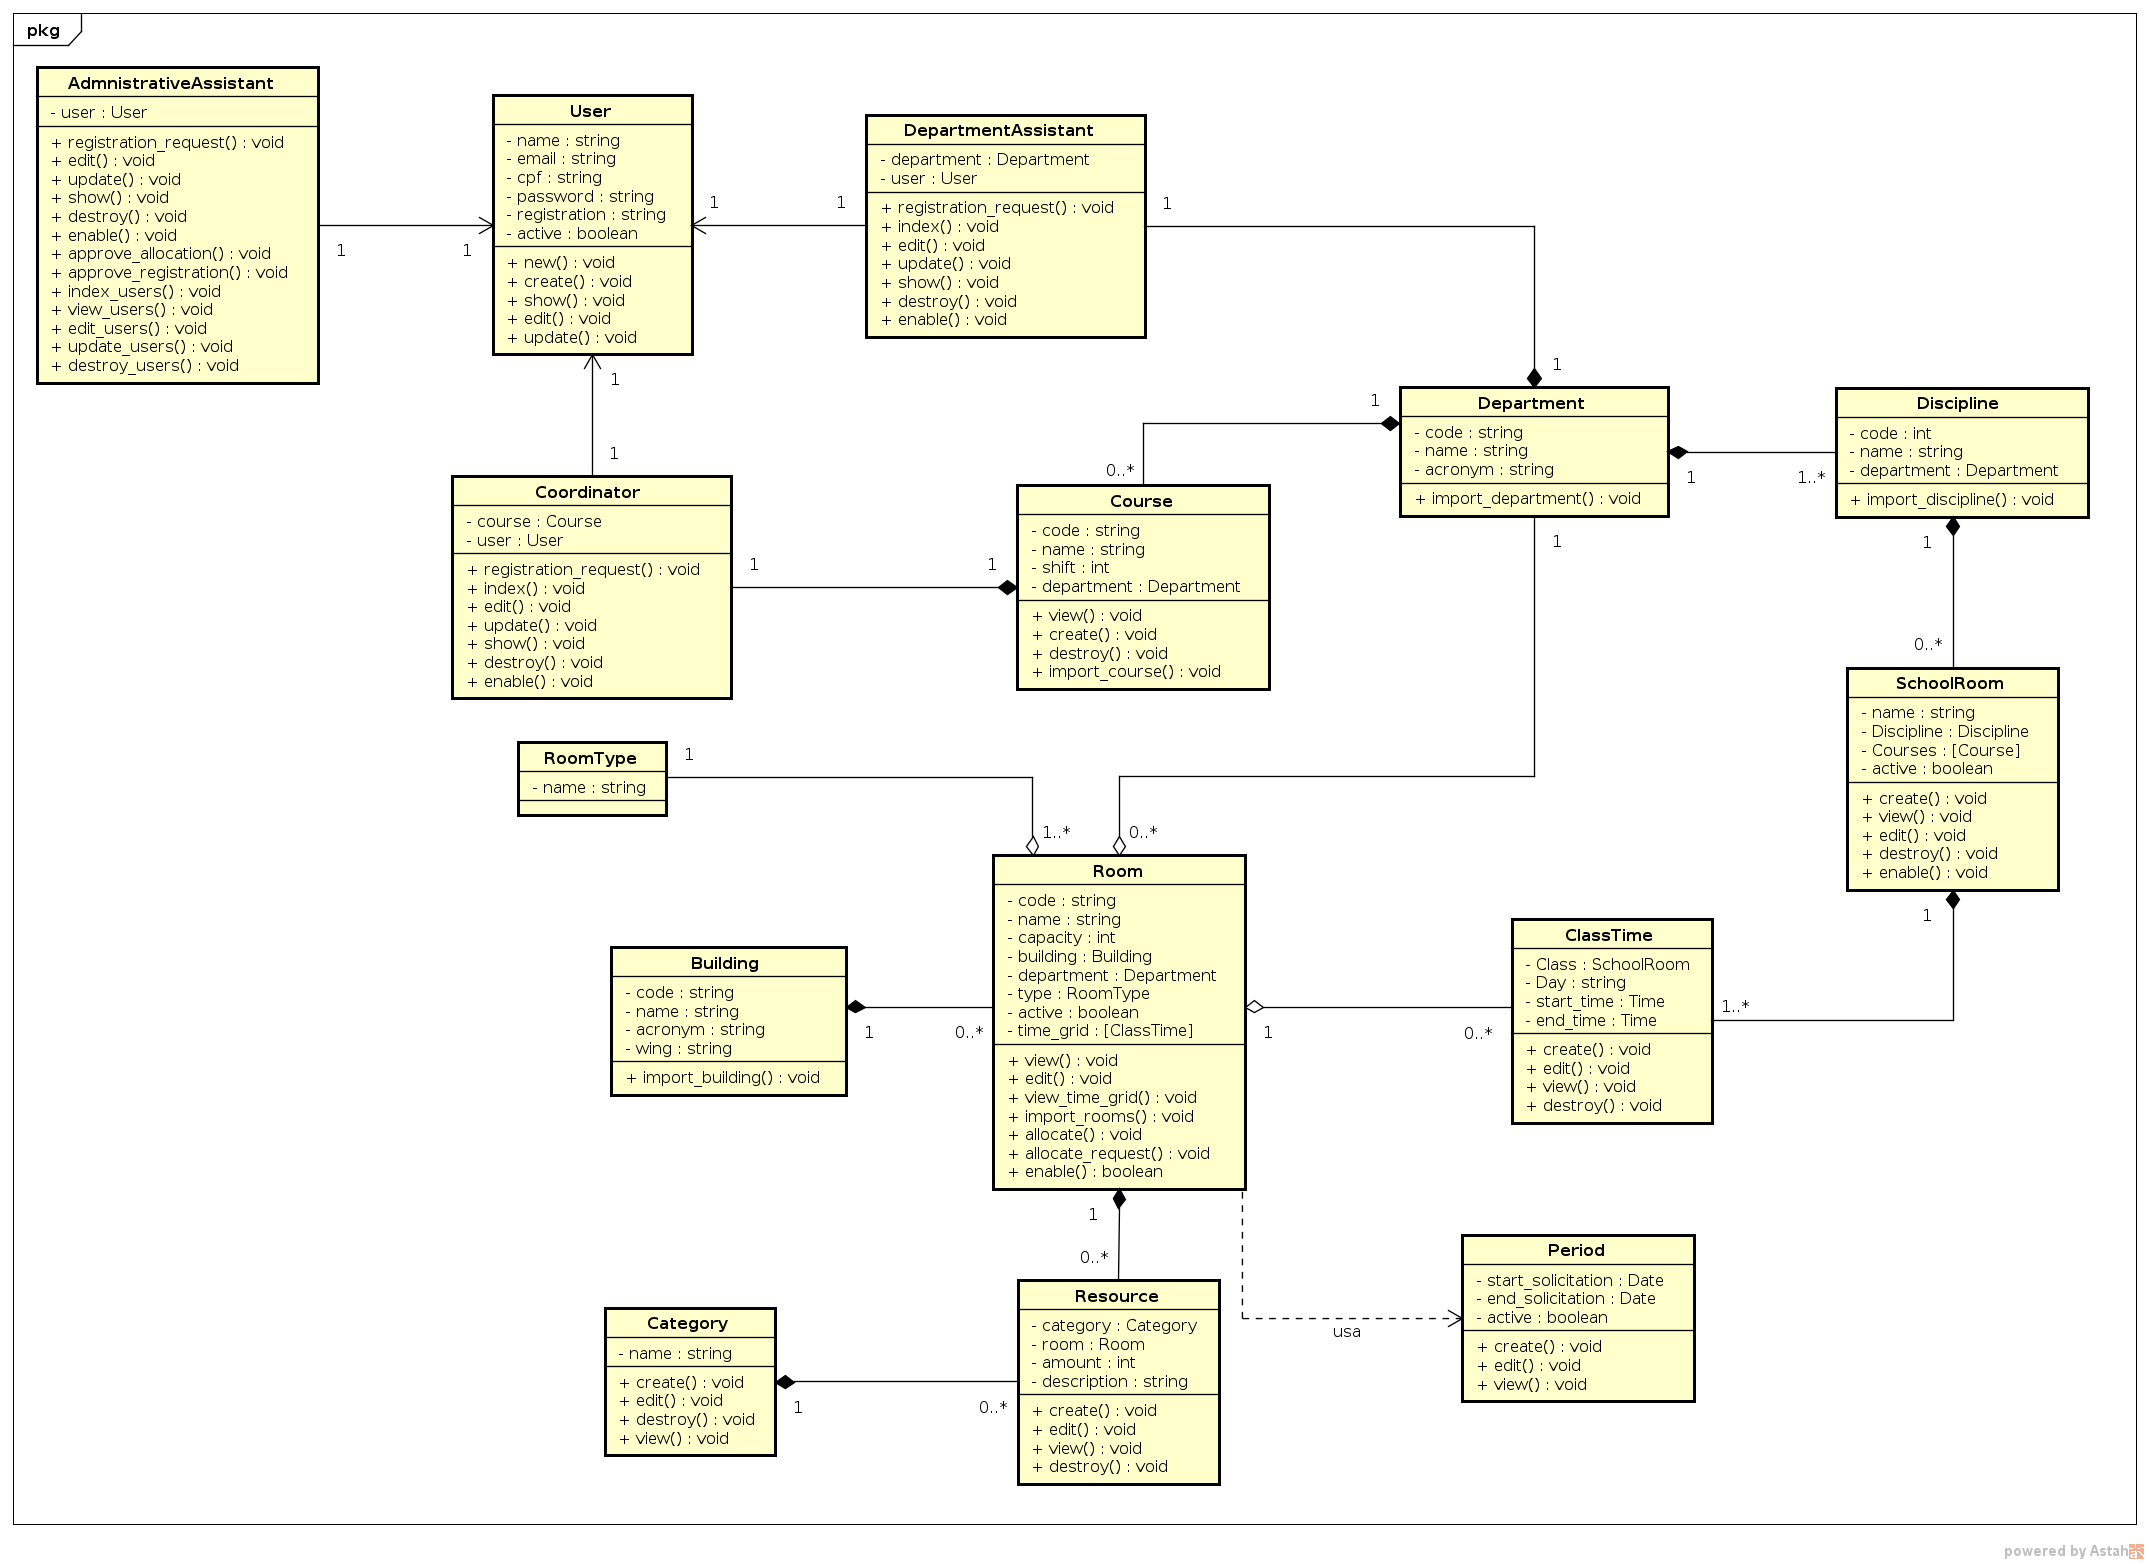 pkg
AdmnistrativeAssistant
- user : User
+ registration_request() : void
+ edit() : void
+ update() : void
+ show() : void
+ destroy() : void
+ enable() : void
+ approve_allocation() : void
+ approve_registration() : void
+ index_users() : void
+ view_users() : void
+ edit_users() : void
+ update_users() : void
+ destroy_users() : void
1
1
User
- name : string
- email : string
- cpf : string
- password : string
- registration : string
- active : boolean
+ new() : void
+ create() : void
+ show() : void
+ edit() : void
+ update() : void
1
1
DepartmentAssistant
- department : Department
- user : User
+ registration_request() : void
+ index() : void
+ edit() : void
+ update() : void
+ show() : void
+ destroy() : void
+ enable() : void
1
1
1
1
Coordinator
- course : Course
- user : User
+ registration_request() : void
+ index() : void
+ edit() : void
+ update() : void
+ show() : void
+ destroy() : void
+ enable() : void
1
1
Course
- code : string
- name : string
- shift : int
- department : Department
+ view() : void
+ create() : void
+ destroy() : void
+ import_course() : void
0..*
1
Department
- code : string
- name : string
- acronym : string
+ import_department() : void
1
1..*
1
Discipline
- code : int
- name : string
- department : Department
+ import_discipline() : void
1
0..*
SchoolRoom
- name : string
- Discipline : Discipline
- Courses : [Course]
- active : boolean
+ create() : void
+ view() : void
+ edit() : void
+ destroy() : void
+ enable() : void
1
1..*
RoomType
- name : string
1
1..*
0..*
Room
- code : string
- name : string
- capacity : int
- building : Building
- department : Department
- type : RoomType
- active : boolean
- time_grid : [ClassTime]
+ view() : void
+ edit() : void
+ view_time_grid() : void
+ import_rooms() : void
+ allocate() : void
+ allocate_request() : void
+ enable() : boolean
Building
- code : string
- name : string
- acronym : string
- wing : string
+ import_building() : void
1
0..*
1
0..*
ClassTime
- Class : SchoolRoom
- Day : string
- start_time : Time
- end_time : Time
+ create() : void
+ edit() : void
+ view() : void
+ destroy() : void
1
0..*
usa
Period
- start_solicitation : Date
- end_solicitation : Date
- active : boolean
+ create() : void
+ edit() : void
+ view() : void
Resource
- category : Category
- room : Room
- amount : int
- description : string
+ create() : void
+ edit() : void
+ view() : void
+ destroy() : void
Category
- name : string
+ create() : void
+ edit() : void
+ destroy() : void
+ view() : void
1
0..*
powered by Astah